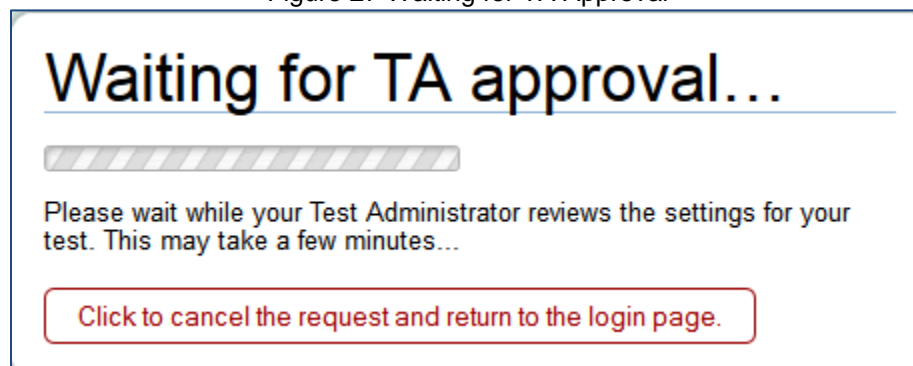 Waiting for TA approval...
Please wait while your Test Administrator reviews the settings for your
test. This may take a few minutes...
Click to cancel the request and return to the login page.